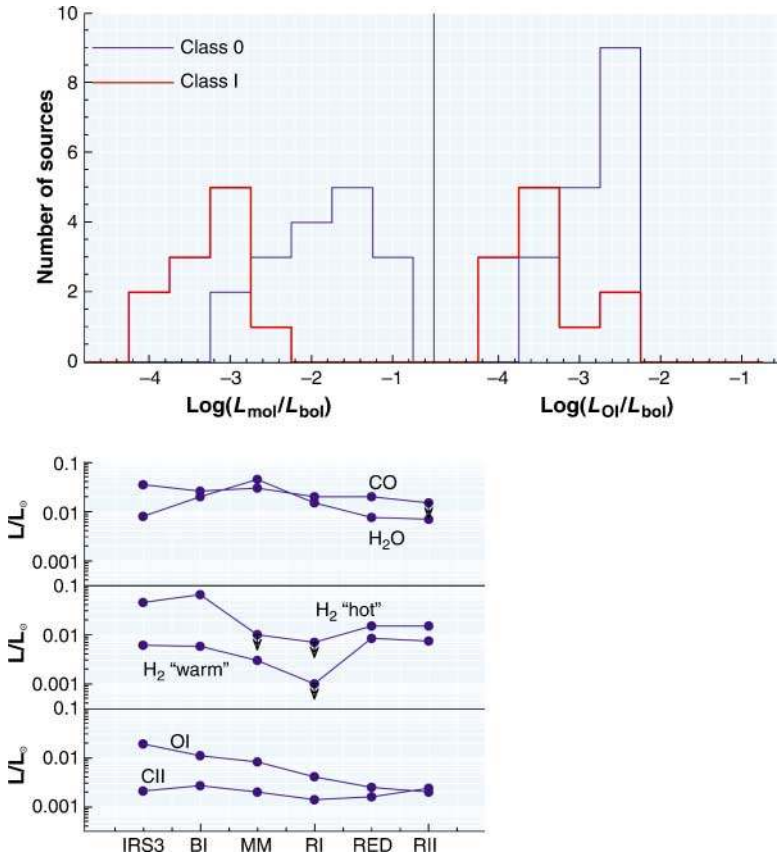 10
8
6
4
2
0
Number of sources
Class 0
Class I
−4 −3 −2 −1 −4 −3 −2 −1
Log(Lmol/Lbol) Log(LOI/Lbol)
0.1
0.01
0.001
L/L☉
CO
H2O
0.1
0.01
0.001
L/L☉
H2 “hot”
H2 “warm”
0.1
0.01
0.001
L/L☉
OI
CII
IRS3 BI MM RI RED RII